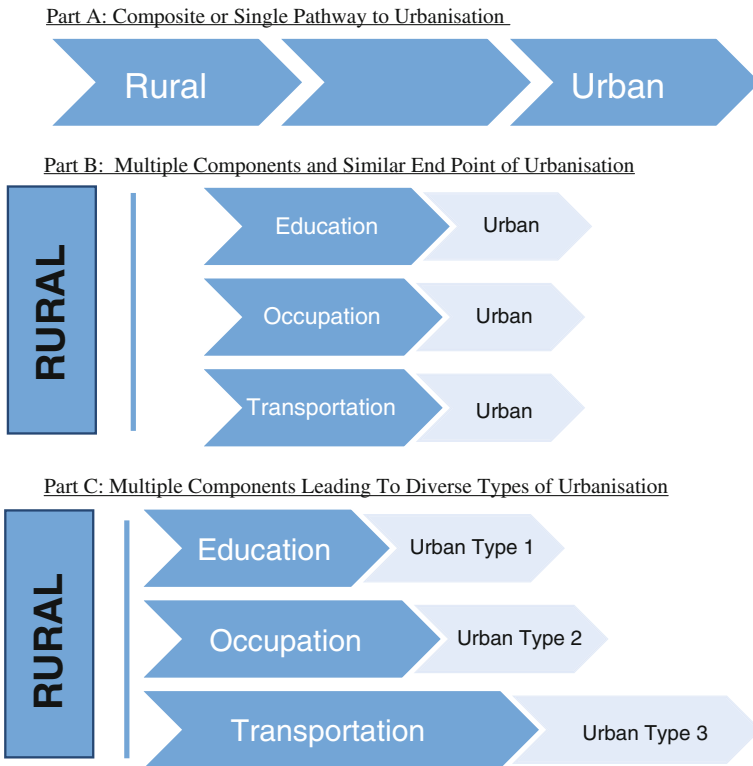 Part A: Composite or Single Pathway to Urbanisation
Rural
Urban
Part B: Multiple Components and Similar End Point of Urbanisation
RURAL
Education
Urban
Occupation
Urban
Transportation
Urban
Part C: Multiple Components Leading To Diverse Types of Urbanisation
RURAL
Education
Urban Type 1
Occupation
Urban Type 2
Transportation
Urban Type 3